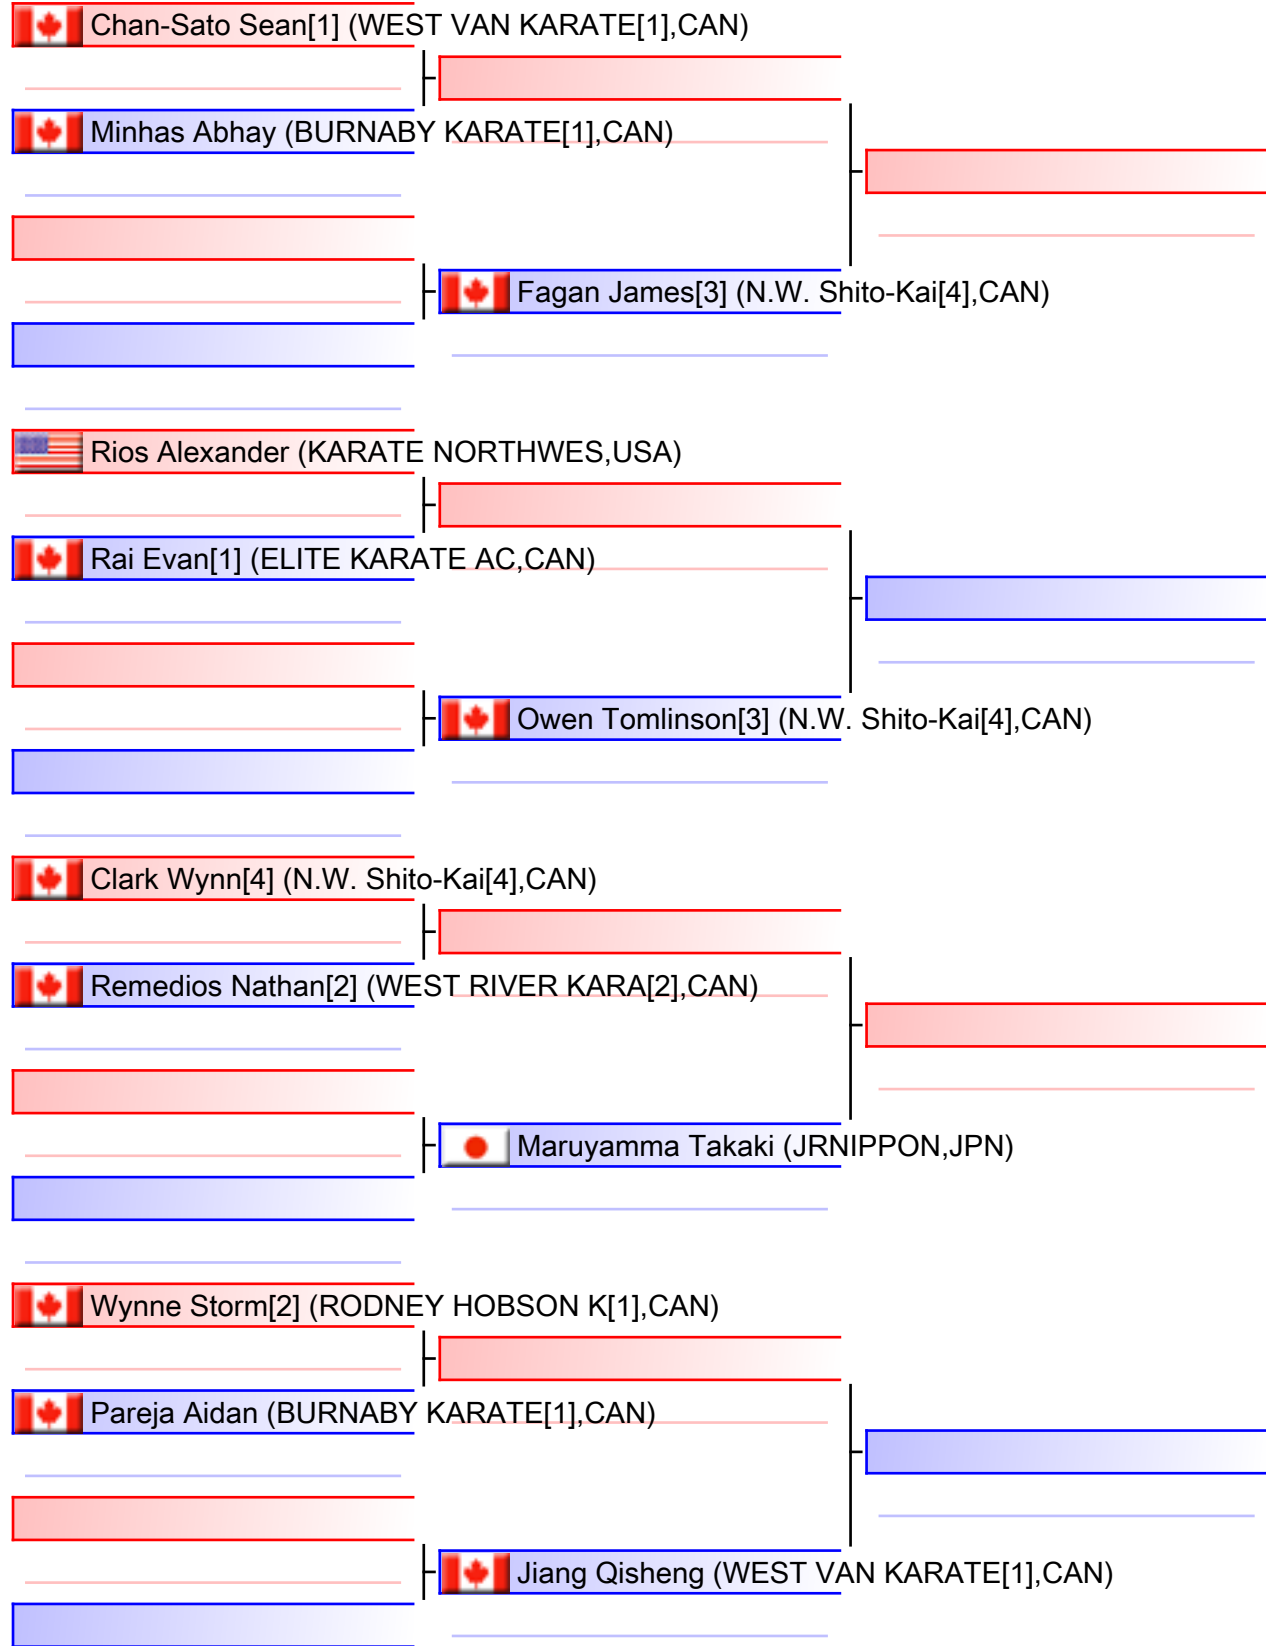 Chan-Sato Sean[1] (WEST VAN KARATE[1],CAN)
Minhas Abhay (BURNABY KARATE[1],CAN)
Fagan James[3] (N.W. Shito-Kai[4],CAN)
Rios Alexander (KARATE NORTHWES,USA)
Rai Evan[1] (ELITE KARATE AC,CAN)
Owen Tomlinson[3] (N.W. Shito-Kai[4],CAN)
Clark Wynn[4] (N.W. Shito-Kai[4],CAN)
Remedios Nathan[2] (WEST RIVER KARA[2],CAN)
Maruyamma Takaki (JRNIPPON,JPN)
Wynne Storm[2] (RODNEY HOBSON K[1],CAN)
Pareja Aidan (BURNABY KARATE[1],CAN)
Jiang Qisheng (WEST VAN KARATE[1],CAN)